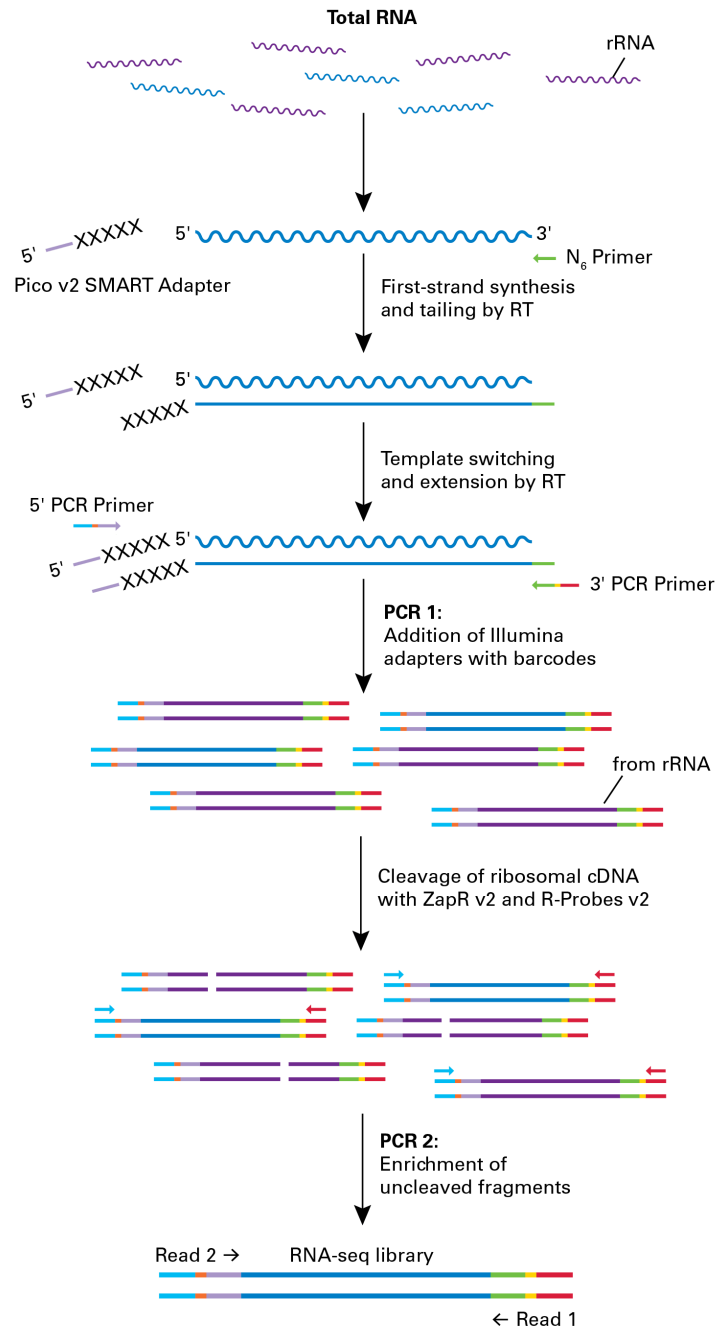 Total RNA
rRNA
5'
XXXXX
5'
3'
N6 Primer
Pico v2 SMART Adapter
First-strand synthesis
and tailing by RT
5'
XXXXX
5'
XXXXX
Template switching
and extension by RT
5' PCR Primer
5'
XXXXX
5'
XXXXX
3' PCR Primer
PCR 1:
Addition of Illumina
adapters with barcodes
from rRNA
Cleavage of ribosomal cDNA
with ZapR v2 and R-Probes v2
PCR 2:
Enrichment of
uncleaved fragments
Read 2 →
RNA-seq library
← Read 1